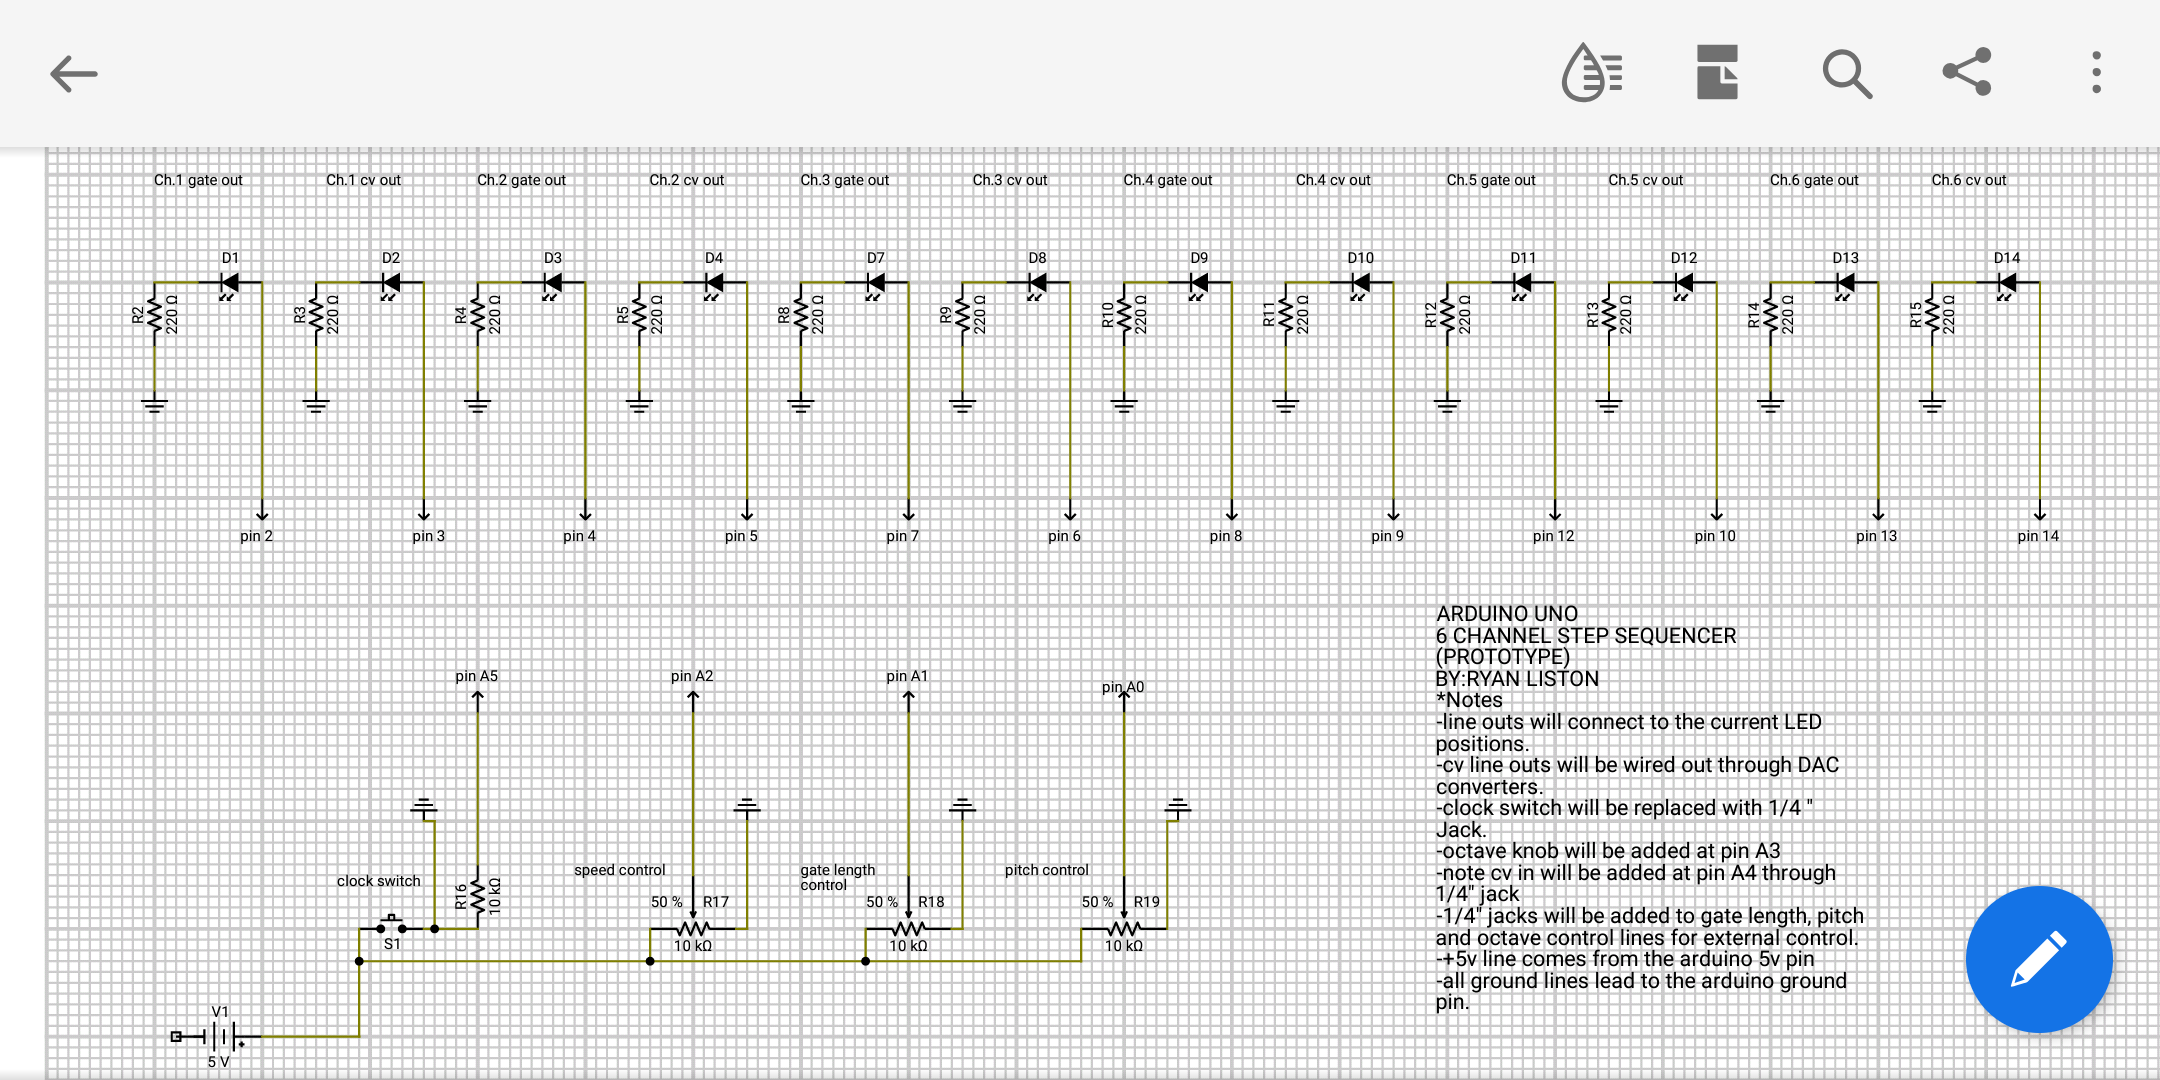 Ch.1 gate out Ch.1 cv out Ch.2 gate out Ch.2 cv out Ch.3 gate out Ch.3 cv out Ch.4 gate out Ch.4 cv out Ch.5 gate out Ch.5 cv out Ch.6 gate out Ch.6 cv out
D1 D2 D3 D4 D7 D8 D9 D10 D11 D12 D13 D14
R2 220 Ω R3 220 Ω R4 220 Ω R5 220 Ω R8 220 Ω R9 220 Ω R10 220 Ω R11 220 Ω R12 220 Ω R13 220 Ω R14 220 Ω R15 220 Ω
pin 2 pin 3 pin 4 pin 5 pin 7 pin 6 pin 8 pin 9 pin 12 pin 10 pin 13 pin 14
pin A5 pin A2 pin A1 pin A0
clock switch R16 10 kΩ speed control gate length
control pitch control
50 % R17 50 % R18 50 % R19
S1 10 kΩ 10 kΩ 10 kΩ
V1
5 V
ARDUINO UNO
6 CHANNEL STEP SEQUENCER
(PROTOTYPE)
BY:RYAN LISTON
*Notes
-line outs will connect to the current LED
positions.
-cv line outs will be wired out through DAC
converters.
-clock switch will be replaced with 1/4 "
Jack.
-octave knob will be added at pin A3
-note cv in will be added at pin A4 through
1/4" jack
-1/4" jacks will be added to gate length, pitch
and octave control lines for external control.
-+5v line comes from the arduino 5v pin
-all ground lines lead to the arduino ground
pin.